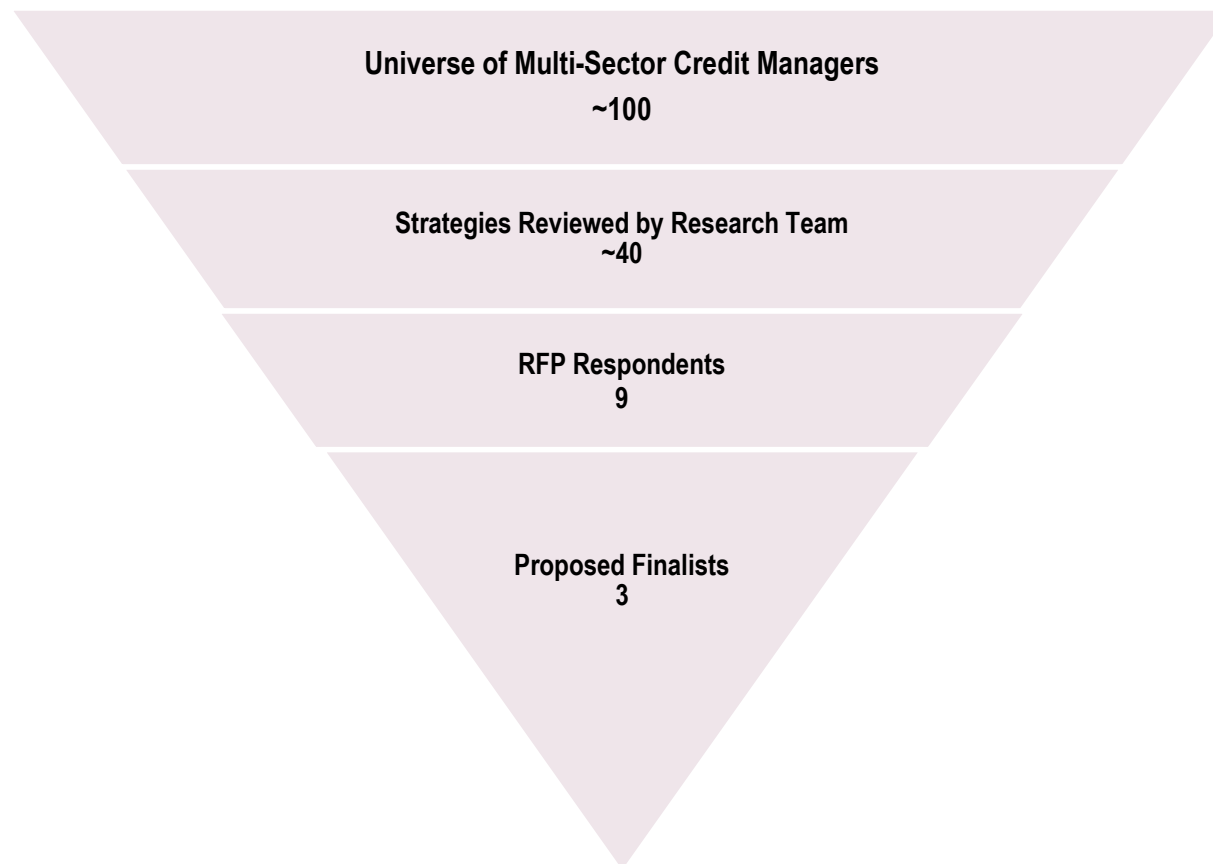 Universe of Multi-Sector Credit Managers
~100
Strategies Reviewed by Research Team
~40
RFP Respondents
9
Proposed Finalists
3